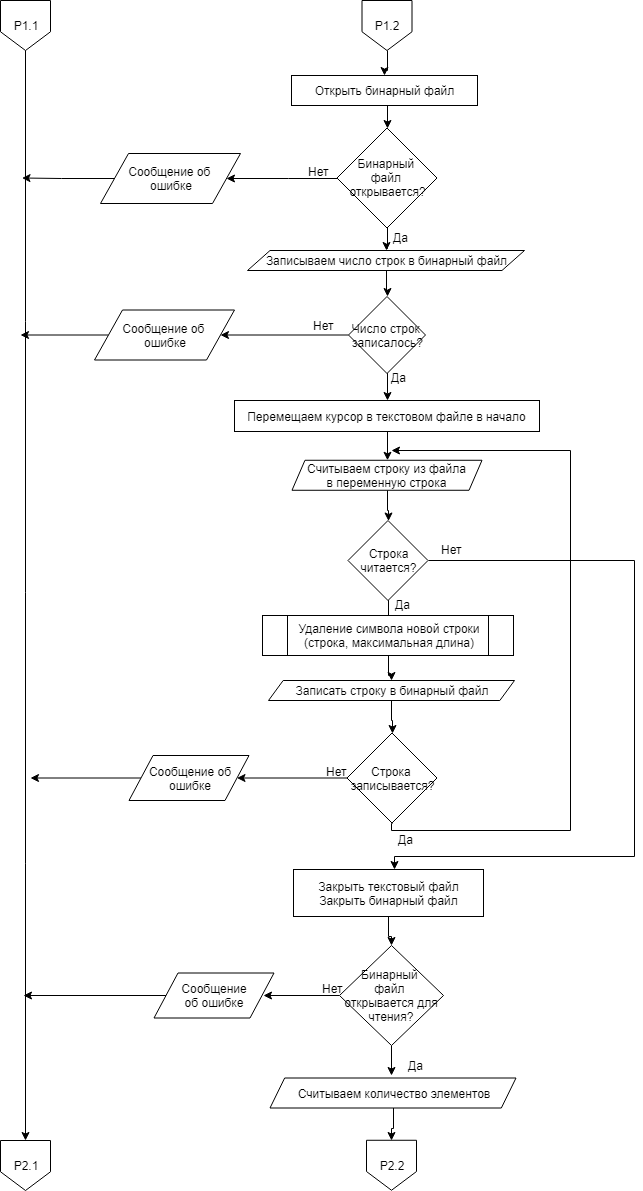 P1.1
P1.2
Открыть бинарный файл
Бинарный
файл
открывается?
Нет
Сообщение об
ошибке
Да
Записываем число строк в бинарный файл
Число строк
записалось?
Нет
Сообщение об
ошибке
Да
Перемещаем курсор в текстовом файле в начало
Считываем строку из файла
в переменную строка
Строка
читается?
Нет
Да
Удаление символа новой строки
(строка, максимальная длина)
Записать строку в бинарный файл
Строка
записывается?
Нет
Сообщение об
ошибке
Да
Закрыть текстовый файл
Закрыть бинарный файл
Бинарный
файл
открывается для
чтения?
Нет
Сообщение
об ошибке
Да
Считываем количество элементов
P2.1
P2.2